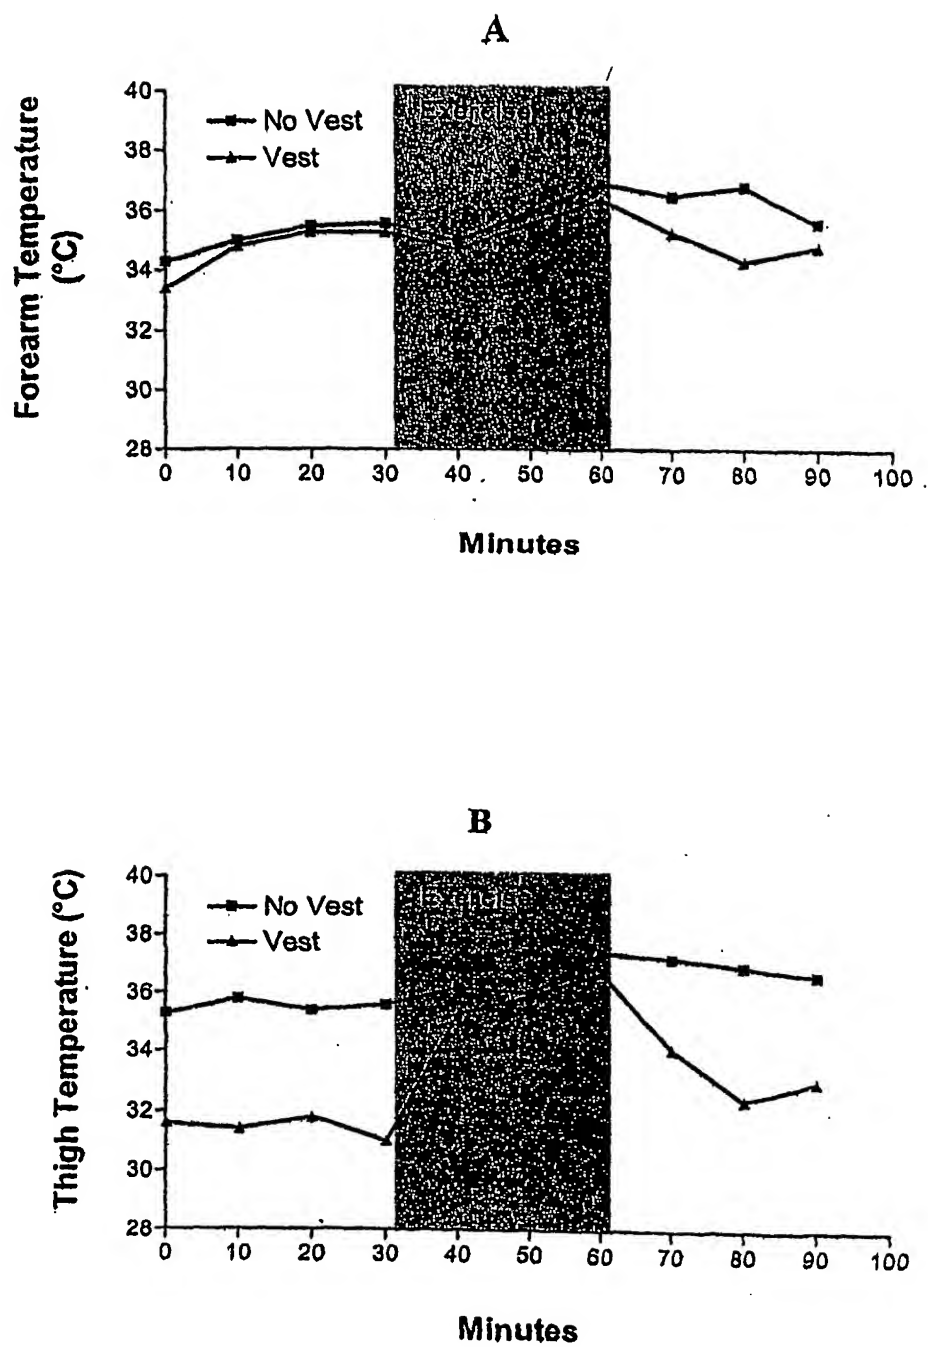 A
Forearm Temperature
(°C)
40
38
36
34
32
30
28
No Vest
Vest
Exercise
0 10 20 30 40 50 60 70 80 90 100
Minutes
B
Thigh Temperature (°C)
40
38
36
34
32
30
28
No Vest
Vest
Exercise
0 10 20 30 40 50 60 70 80 90 100
Minutes